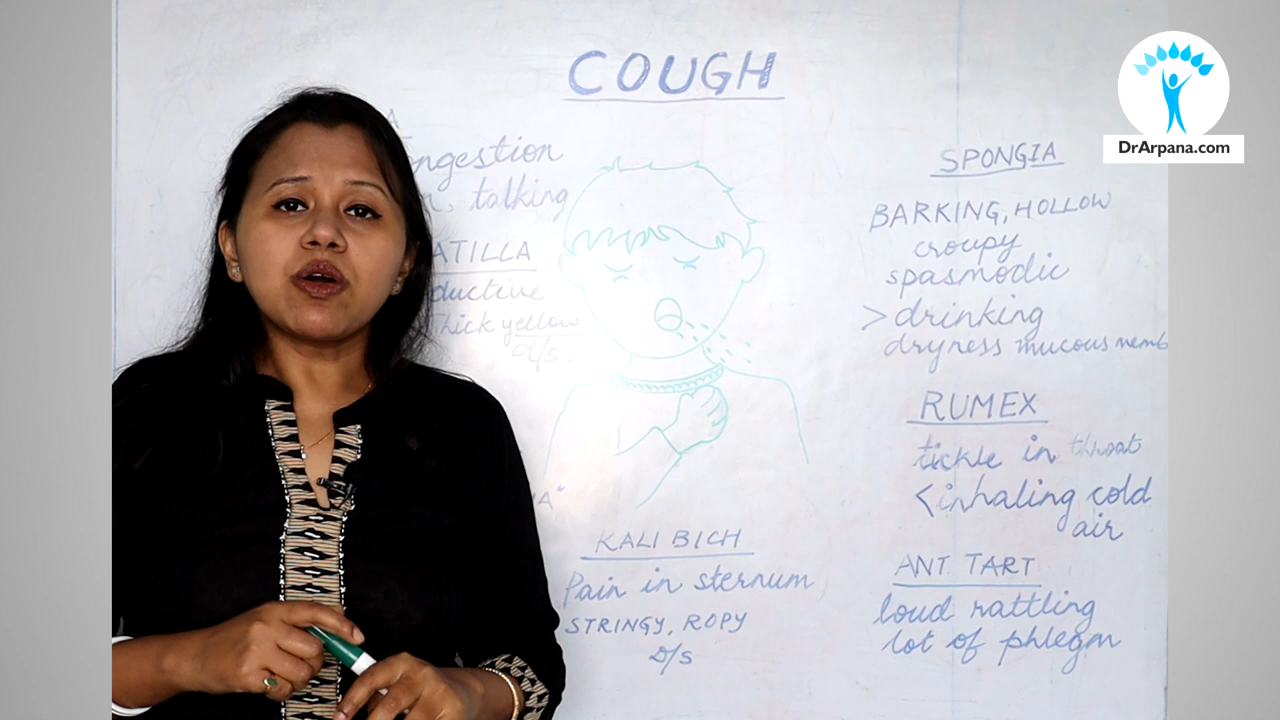 COUGH
A
ngestion
, talking
ATILLA
ductive
Thick yellow
d/s.
A"
KALI BICH
Pain in sternum
STRINGY, ROPY
D/s
DrArpana.com
SPONGIA
BARKING, HOLLOW
croupy
spasmodic
> drinking
dryness mucous memb
RUMEX
tickle in throat
< inhaling cold
air
ANT. TART
loud rattling
lot of phlegm